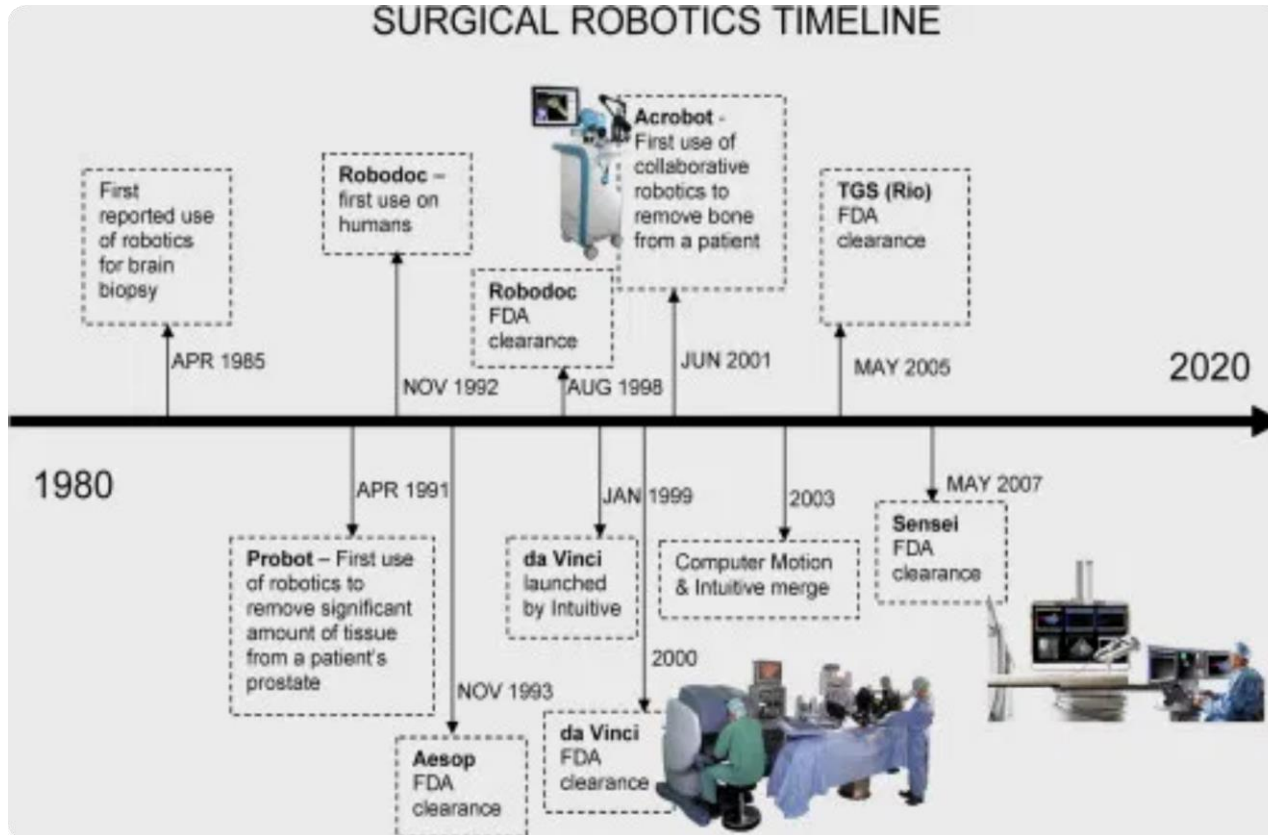 SURGICAL ROBOTICS TIMELINE
First
reported use
of robotics
for brain
biopsy
APR 1985
Robodoc –
first use on
humans
NOV 1992
Robodoc
FDA
clearance
AUG 1998
Acrobot -
First use of
collaborative
robotics to
remove bone
from a patient
JUN 2001
TGS (Rio)
FDA
clearance
MAY 2005
2020
1980
APR 1991
Probot – First use
of robotics to
remove significant
amount of tissue
from a patient's
prostate
NOV 1993
Aesop
FDA
clearance
JAN 1999
da Vinci
launched
by Intuitive
2000
da Vinci
FDA
clearance
2003
Computer Motion
& Intuitive merge
MAY 2007
Sensei
FDA
clearance